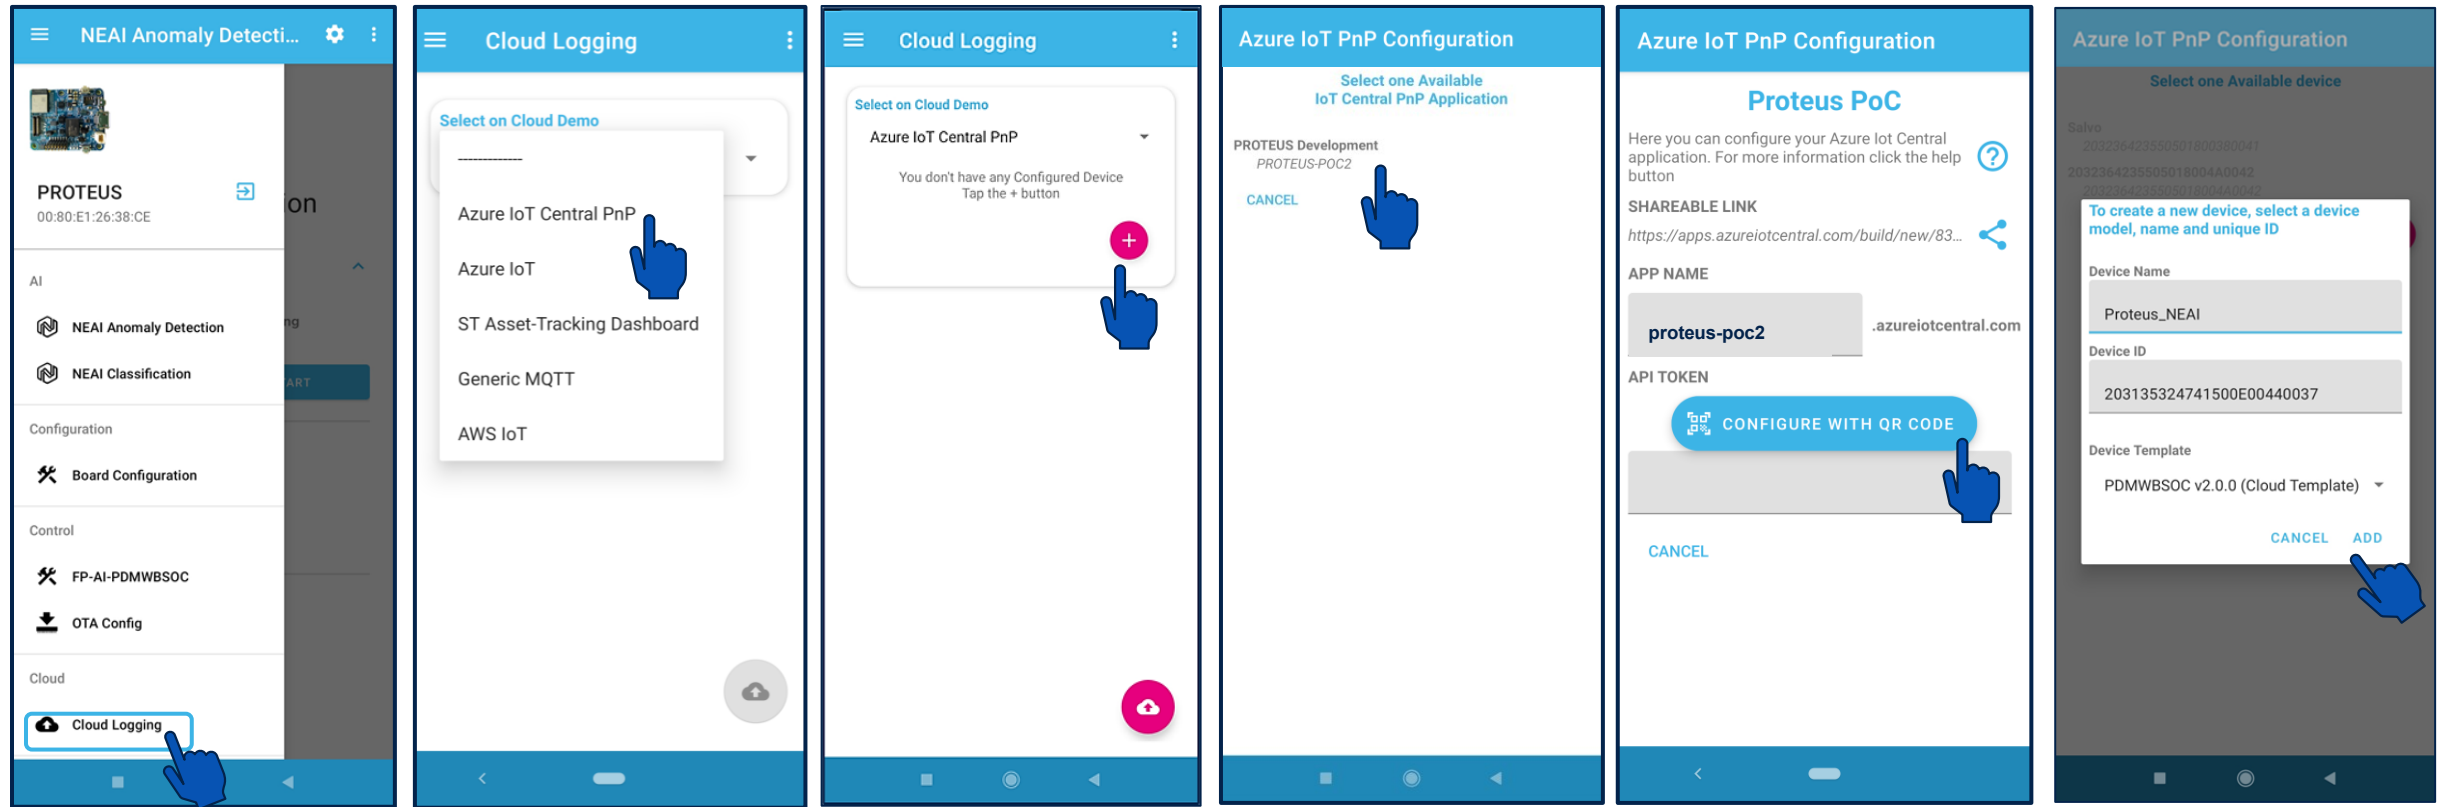 NEAI Anomaly Detecti...
PROTEUS
00:80:E1:26:38:CE
ion
AI
NEAI Anomaly Detection
ng
NEAI Classification
ART
Configuration
Board Configuration
Control
FP-AI-PDMWBSOC
OTA Config
Cloud
Cloud Logging
Cloud Logging
Select on Cloud Demo
-------------
Azure IoT Central PnP
Azure IoT
ST Asset-Tracking Dashboard
Generic MQTT
AWS IoT
Cloud Logging
Select on Cloud Demo
Azure IoT Central PnP
You don't have any Configured Device
Tap the + button
Azure IoT PnP Configuration
Select one Available
IoT Central PnP Application
PROTEUS Development
PROTEUS-POC2
CANCEL
Azure IoT PnP Configuration
Proteus PoC
Here you can configure your Azure Iot Central
application. For more information click the help
button
SHAREABLE LINK
https://apps.azureiotcentral.com/build/new/83...
APP NAME
proteus-poc2
.azureiotcentral.com
API TOKEN
CONFIGURE WITH QR CODE
CANCEL
Azure IoT PnP Configuration
Select one Available device
Salvo
2032364235505018004A0042
To create a new device, select a device
model, name and unique ID
Device Name
Proteus_NEAI
Device ID
203135324741500E00440037
Device Template
PDMWBSOC v2.0.0 (Cloud Template)
CANCEL
ADD